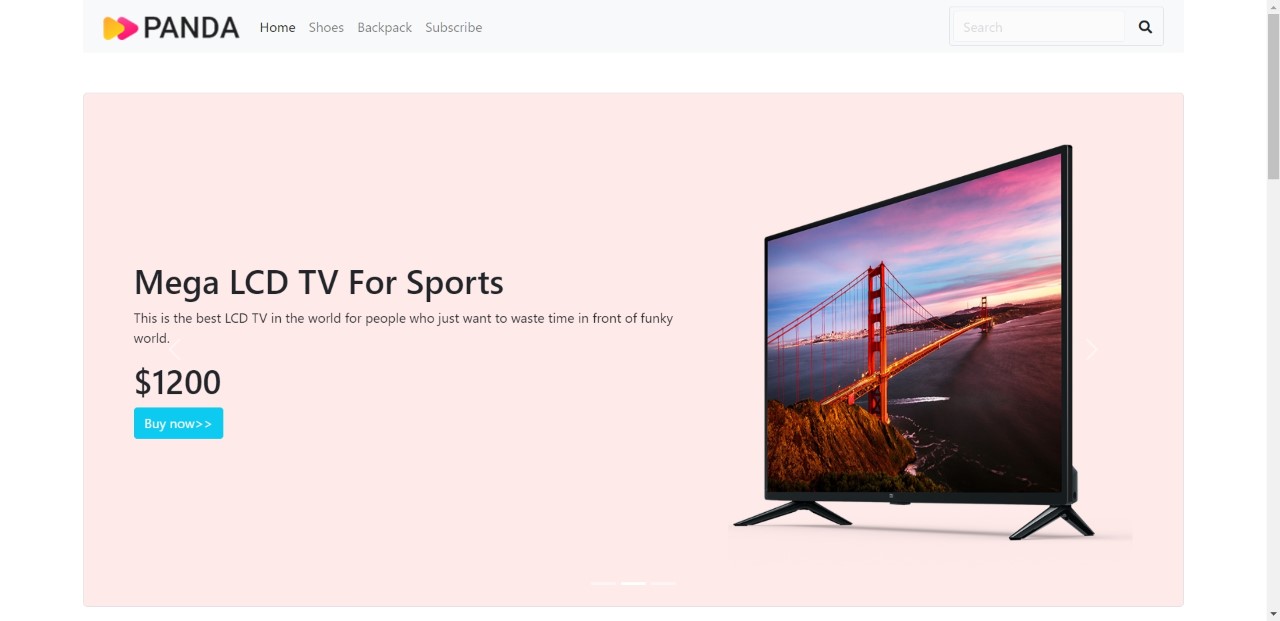 PANDA Home Shoes Backpack Subscribe Search
Mega LCD TV For Sports
This is the best LCD TV in the world for people who just want to waste time in front of funky
world.
$1200
Buy now>>